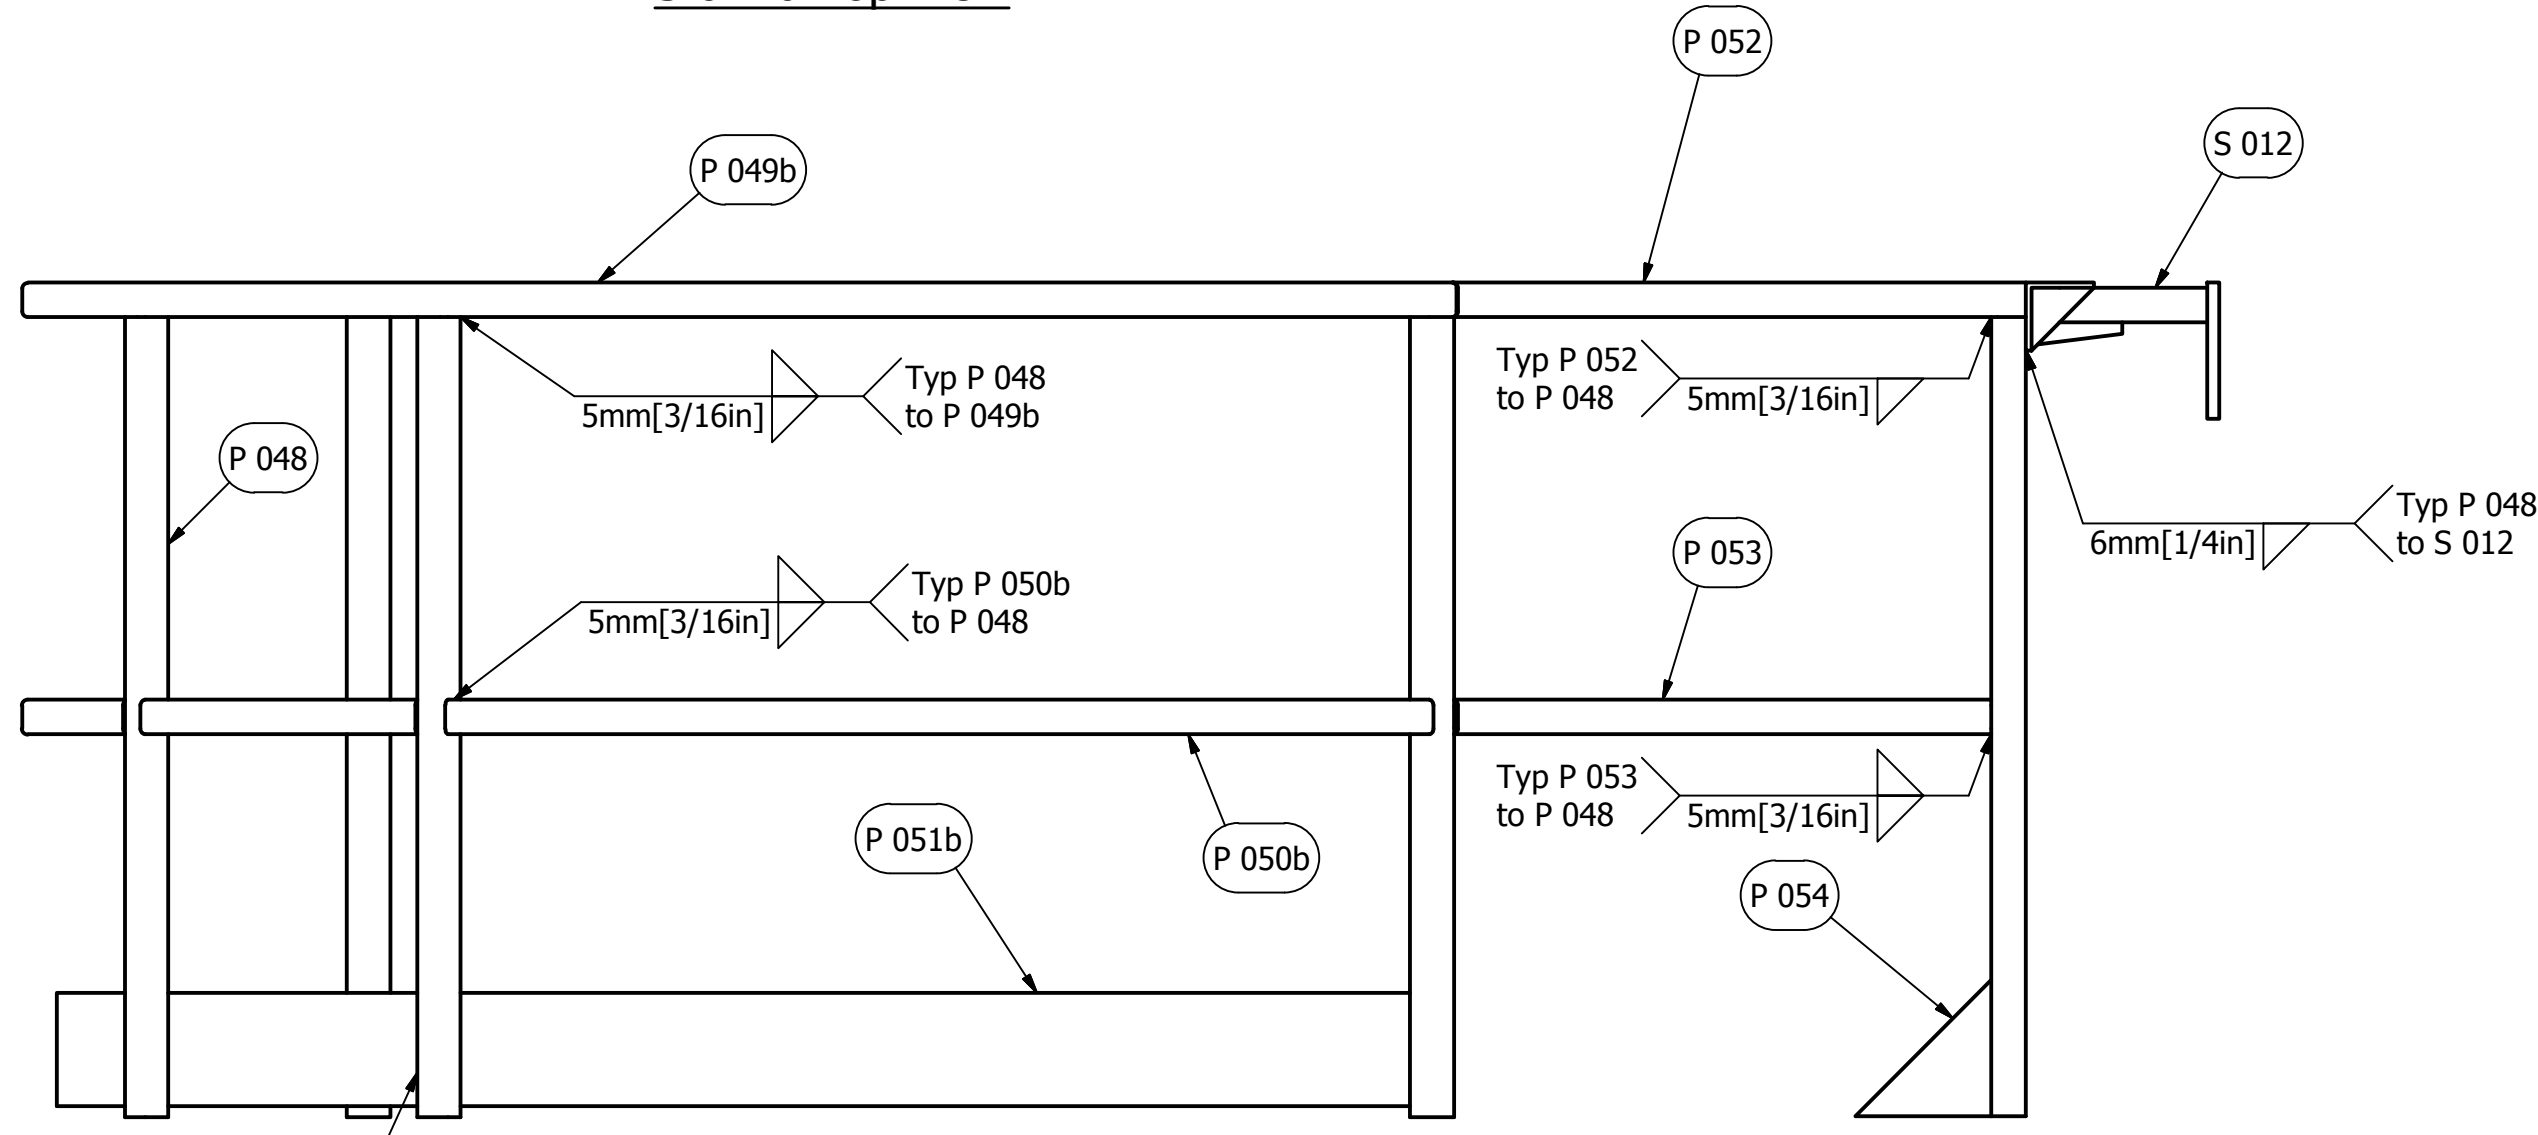 P 052
S 012
P 049b
Typ P 048
to P 049b
5mm[3/16in]
Typ P 052
to P 048
5mm[3/16in]
P 048
Typ P 048
to S 012
6mm[1/4in]
P 053
Typ P 050b
to P 048
5mm[3/16in]
Typ P 053
to P 048
5mm[3/16in]
P 051b
P 050b
P 054